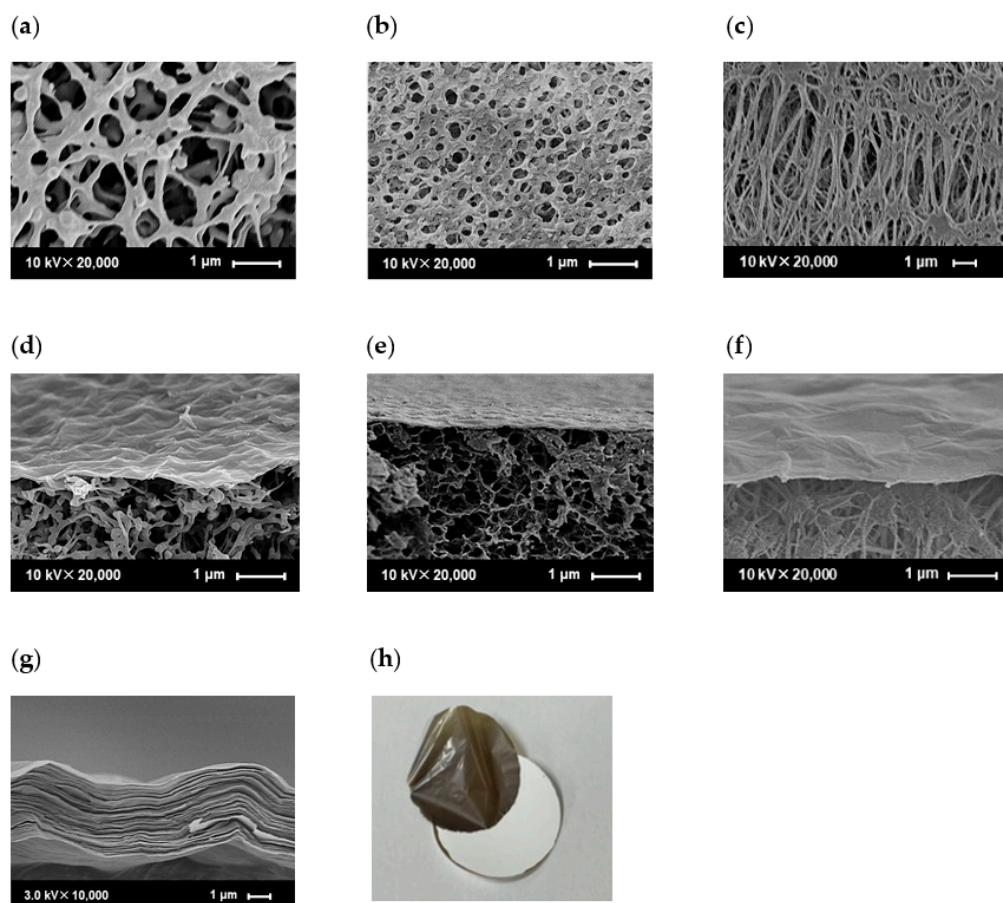 (a)
(b)
(c)
10 kV× 20,000 1 µm
10 kV× 20,000 1 µm
10 kV× 20,000 1 µm
(d)
(e)
(f)
10 kV× 20,000 1 µm
10 kV× 20,000 1 µm
10 kV× 20,000 1 µm
(g)
(h)
3.0 kV× 10,000 1 µm